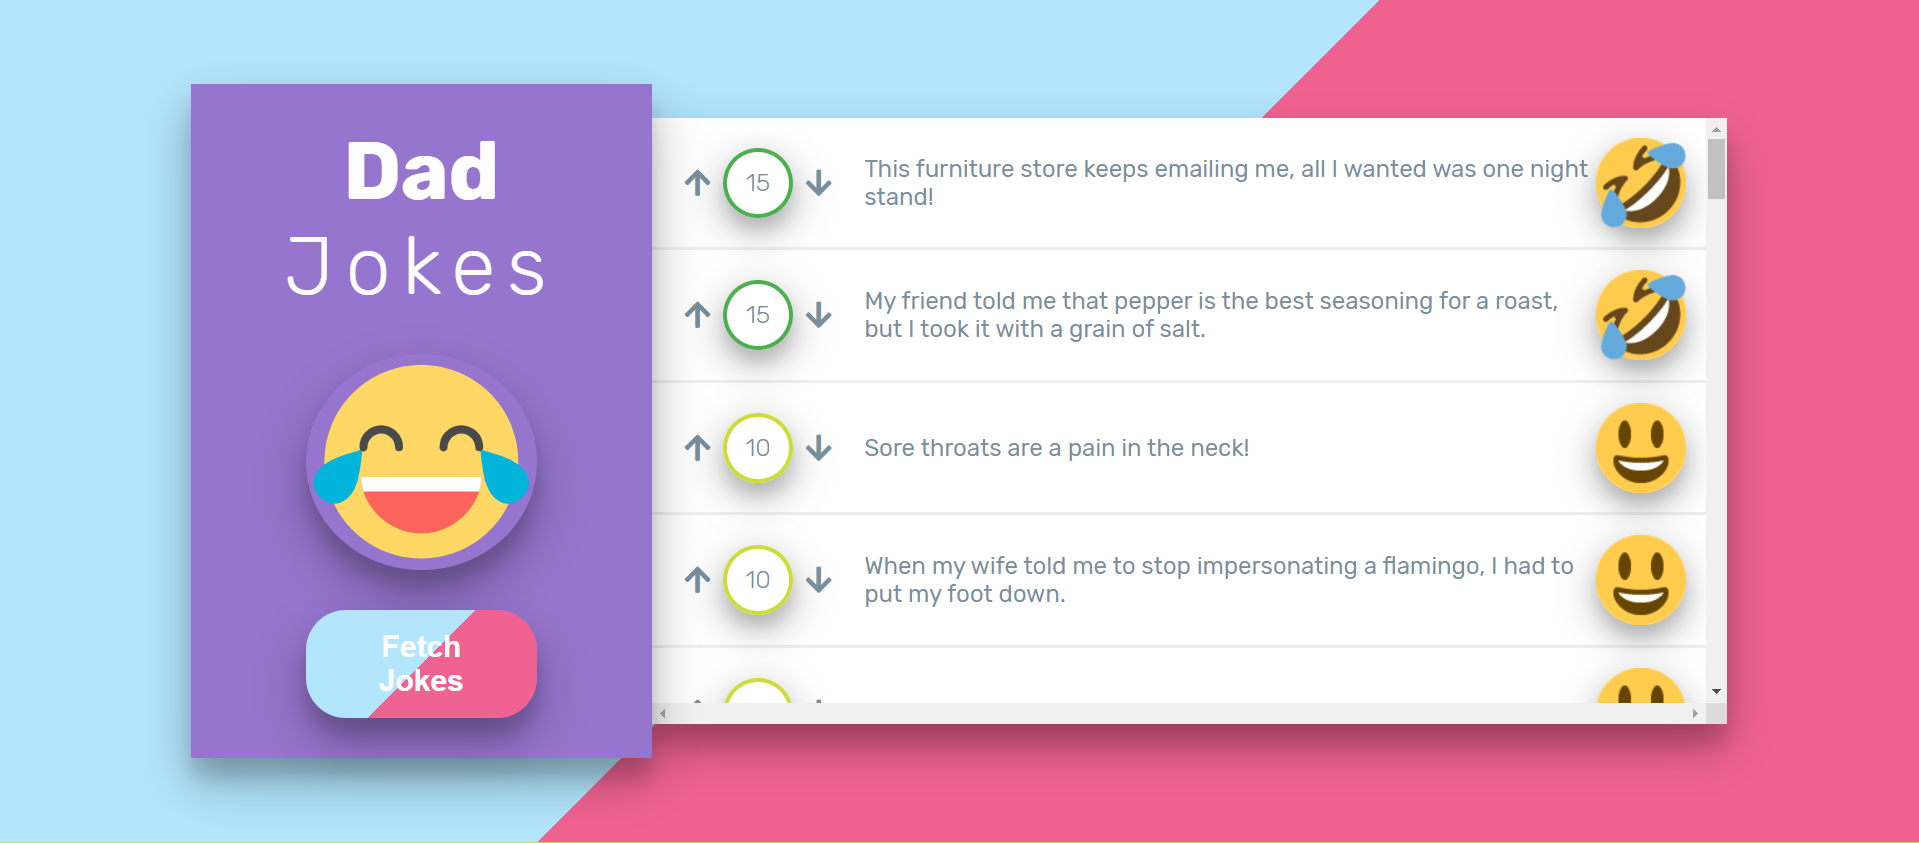 Dad
Jokes
Fetch
Jokes
15
This furniture store keeps emailing me, all I wanted was one night
stand!
15
My friend told me that pepper is the best seasoning for a roast,
but I took it with a grain of salt.
10
Sore throats are a pain in the neck!
10
When my wife told me to stop impersonating a flamingo, I had to
put my foot down.